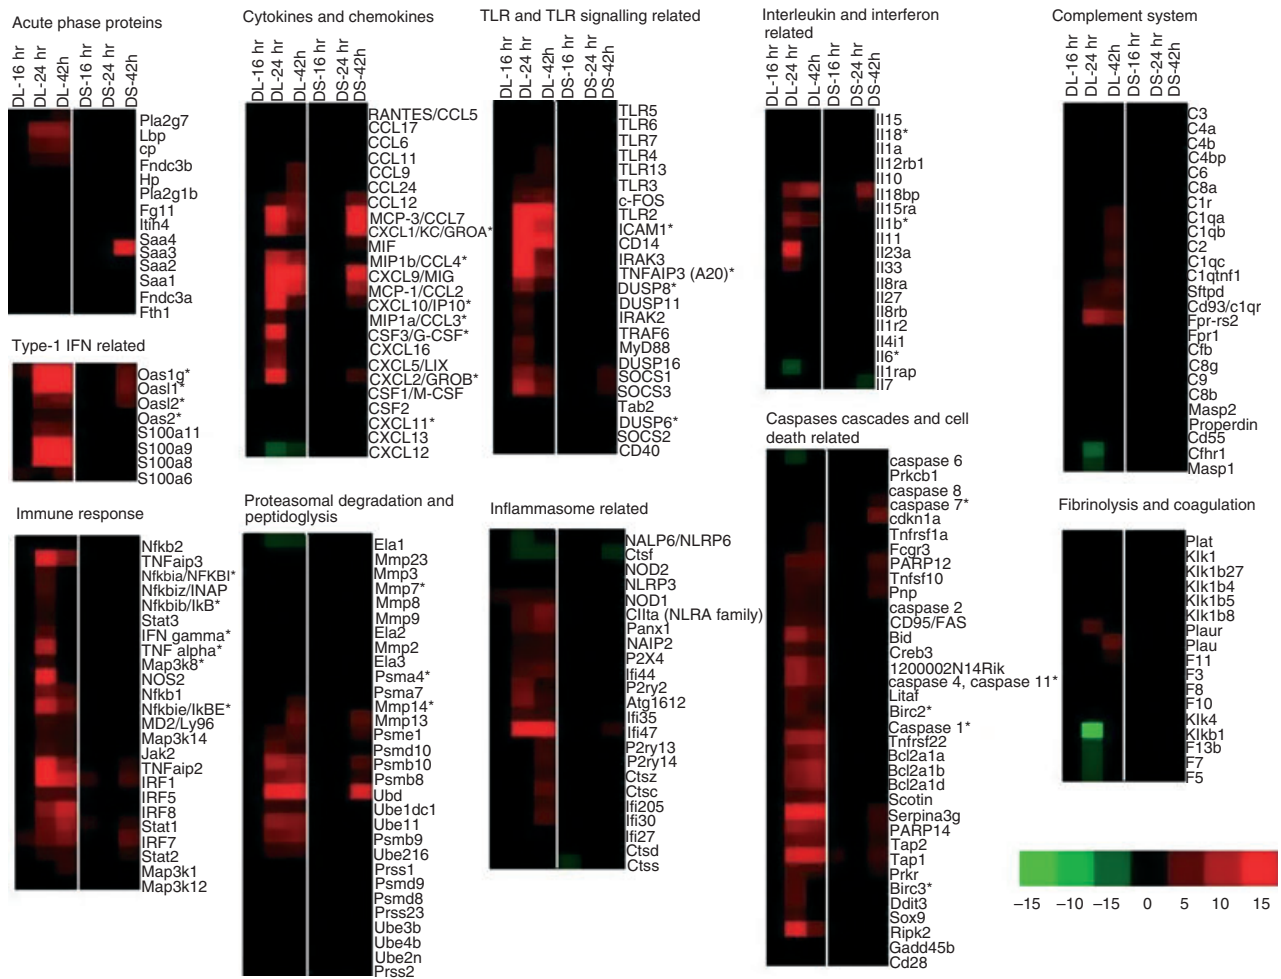 Acute phase proteins
DL-16 hr
DL-24 hr
DL-42h
DS-16 hr
DS-24 hr
DS-42h
Pla2g7
Lbp
cp
Fndc3b
Hp
Pla2g1b
Fg11
Itih4
Saa4
Saa3
Saa2
Saa1
Fndc3a
Fth1
Type-1 IFN related
Oas1g*
Oasl1*
Oasl2*
Oas2*
S100a11
S100a9
S100a8
S100a6
Immune response
Nfkb2
TNFaip3
Nfkbia/NFKBI*
Nfkbiz/INAP
Nfkbib/IkB*
Stat3
IFN gamma*
TNF alpha*
Map3k8*
NOS2
Nfkb1
Nfkbie/IkBE*
MD2/Ly96
Map3k14
Jak2
TNFaip2
IRF1
IRF5
IRF8
Stat1
IRF7
Stat2
Map3k1
Map3k12
Cytokines and chemokines
DL-16 hr
DL-24 hr
DL-42h
DS-16 hr
DS-24 hr
DS-42h
RANTES/CCL5
CCL17
CCL6
CCL11
CCL9
CCL24
CCL12
MCP-3/CCL7
CXCL1/KC/GROA*
MIF
MIP1b/CCL4*
CXCL9/MIG
MCP-1/CCL2
CXCL10/IP10*
MIP1a/CCL3*
CSF3/G-CSF*
CXCL16
CXCL5/LIX
CXCL2/GROB*
CSF1/M-CSF
CSF2
CXCL11*
CXCL13
CXCL12
Proteasomal degradation and
peptidoglysis
Ela1
Mmp23
Mmp3
Mmp7*
Mmp8
Mmp9
Ela2
Mmp2
Ela3
Psma4*
Psma7
Mmp14*
Mmp13
Psme1
Psmd10
Psmb10
Psmb8
Ubd
Ube1dc1
Ube11
Psmb9
Ube216
Prss1
Psmd9
Psmd8
Prss23
Ube3b
Ube4b
Ube2n
Prss2
TLR and TLR signalling related
DL-16 hr
DL-24 hr
DL-42h
DS-16 hr
DS-24 hr
DS-42h
TLR5
TLR6
TLR7
TLR4
TLR13
TLR3
c-FOS
TLR2
ICAM1*
CD14
IRAK3
TNFAIP3 (A20)*
DUSP8*
DUSP11
IRAK2
TRAF6
MyD88
DUSP16
SOCS1
SOCS3
Tab2
DUSP6*
SOCS2
CD40
Inflammasome related
NALP6/NLRP6
Ctsf
NOD2
NLRP3
NOD1
CIIta (NLRA family)
Panx1
NAIP2
P2X4
Ifi44
P2ry2
Atg1612
Ifi35
Ifi47
P2ry13
P2ry14
Ctsz
Ctsc
Ifi205
Ifi30
Ifi27
Ctsd
Ctss
Interleukin and interferon
related
DL-16 hr
DL-24 hr
DL-42h
DS-16 hr
DS-24 hr
DS-42h
Il15
Il18*
Il1a
Il12rb1
Il10
Il18bp
Il15ra
Il1b*
Il11
Il23a
Il33
Il8ra
Il27
Il8rb
Il1r2
Il4i1
Il6*
Il1rap
Il7
Caspases cascades and cell
death related
caspase 6
Prkcb1
caspase 8
caspase 7*
cdkn1a
Tnfrsf1a
Fcgr3
PARP12
Tnfsf10
Pnp
caspase 2
CD95/FAS
Bid
Creb3
1200002N14Rik
caspase 4, caspase 11*
Litaf
Birc2*
Caspase 1*
Tnfrsf22
Bcl2a1a
Bcl2a1b
Bcl2a1d
Scotin
Serpina3g
PARP14
Tap2
Tap1
Prkr
Birc3*
Ddit3
Sox9
Ripk2
Gadd45b
Cd28
Complement system
DL-16 hr
DL-24 hr
DL-42h
DS-16 hr
DS-24 hr
DS-42h
C3
C4a
C4b
C4bp
C6
C8a
C1r
C1qa
C1qb
C2
C1qc
C1qtnf1
Sftpd
Cd93/c1qr
Fpr-rs2
Fpr1
Cfb
C8g
C9
C8b
Masp2
Properdin
Cd55
Cfhr1
Masp1
Fibrinolysis and coagulation
Plat
Klk1
Klk1b27
Klk1b4
Klk1b5
Klk1b8
Plaur
Plau
F11
F3
F8
F10
Klk4
Klkb1
F13b
F7
F5
−15 −10 −15 0 5 10 15